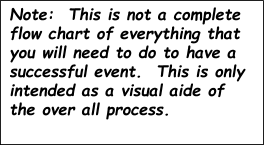 Note:  This is not a complete
flow chart of everything that
you will need to do to have a
successful event.  This is only
intended as a visual aide of
the over all process.